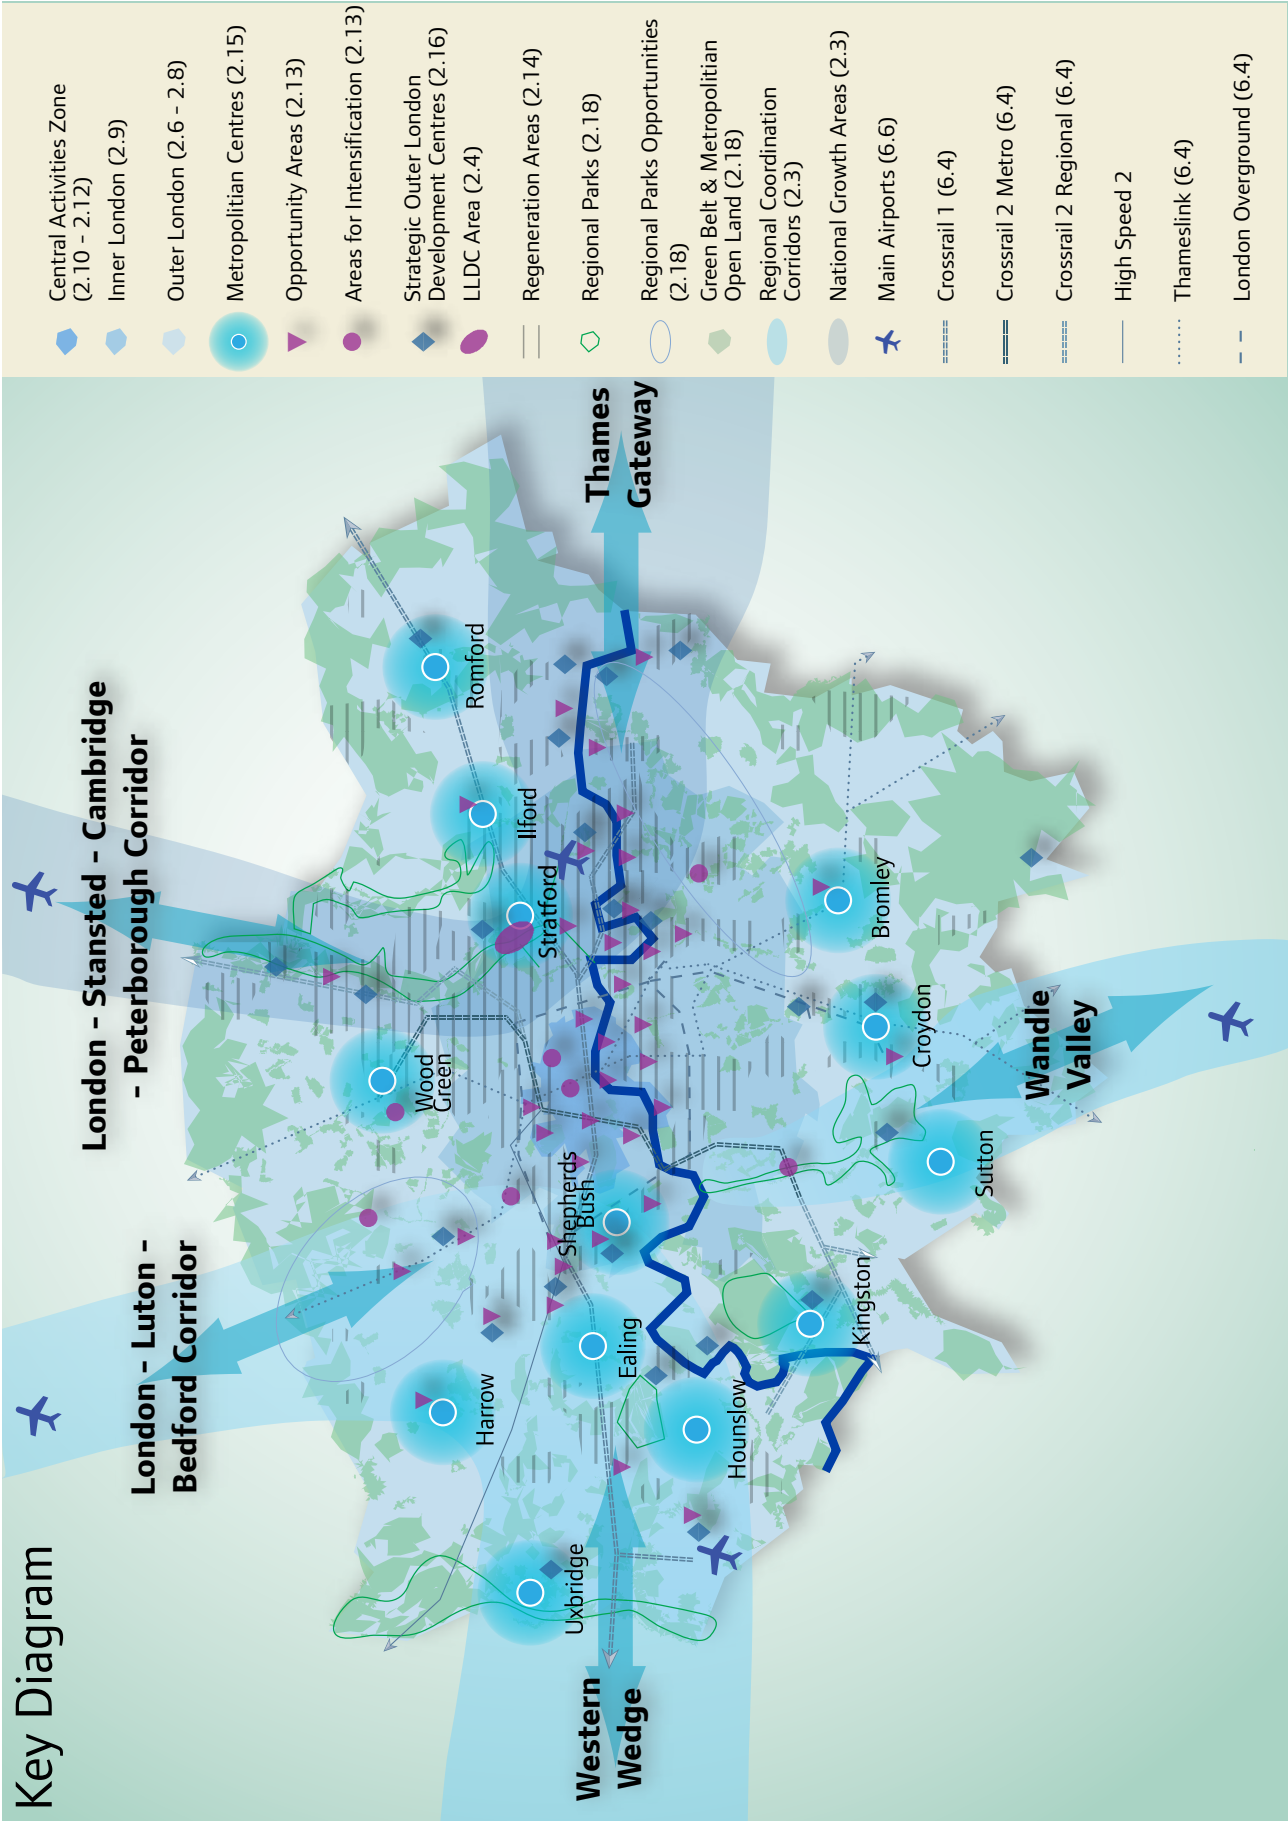 Key Diagram
London – Luton –
Bedford Corridor
London – Stansted – Cambridge
– Peterborough Corridor
Western
Wedge
Thames
Gateway
Wandle
Valley
Uxbridge
Harrow
Ealing
Hounslow
Shepherds
Bush
Kingston
Wood
Green
Sutton
Croydon
Bromley
Stratford
Ilford
Romford
Central Activities Zone
(2.10 – 2.12)
Inner London (2.9)
Outer London (2.6 – 2.8)
Metropolitian Centres (2.15)
Opportunity Areas (2.13)
Areas for Intensification (2.13)
Strategic Outer London
Development Centres (2.16)
LLDC Area (2.4)
Regeneration Areas (2.14)
Regional Parks (2.18)
Regional Parks Opportunities
(2.18)
Green Belt & Metropolitian
Open Land (2.18)
Regional Coordination
Corridors (2.3)
National Growth Areas (2.3)
Main Airports (6.6)
Crossrail 1 (6.4)
Crossrail 2 Metro (6.4)
Crossrail 2 Regional (6.4)
High Speed 2
Thameslink (6.4)
London Overground (6.4)